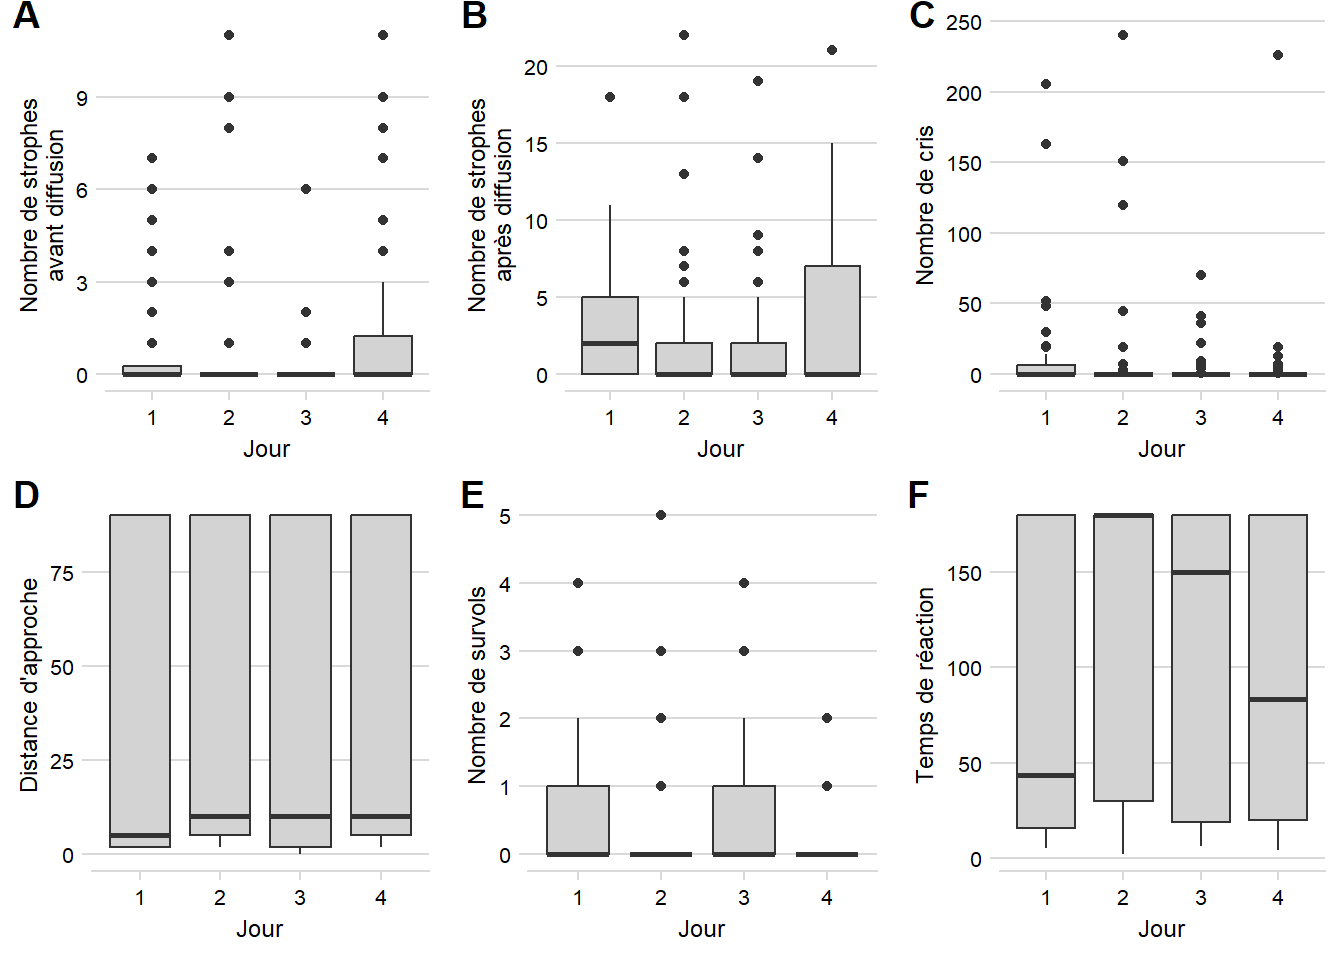 A
Nombre de strophes
avant diffusion
9
6
3
0
1 2 3 4
Jour
B
Nombre de strophes
après diffusion
20
15
10
5
0
1 2 3 4
Jour
C
Nombre de cris
250
200
150
100
50
0
1 2 3 4
Jour
D
Distance d'approche
75
50
25
0
1 2 3 4
Jour
E
Nombre de survols
5
4
3
2
1
0
1 2 3 4
Jour
F
Temps de réaction
150
100
50
0
1 2 3 4
Jour